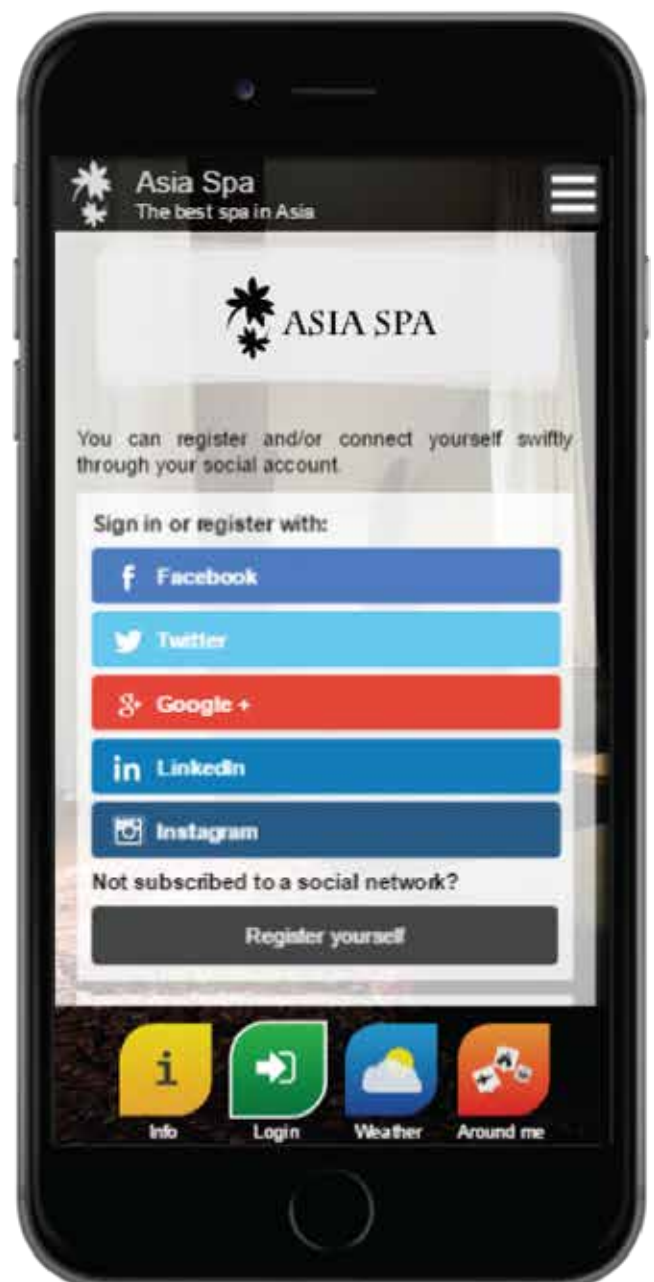 Asia Spa
The best spa in Asia
ASIA SPA
You can register and/or connect yourself swiftly
through your social account.
Sign in or register with:
f Facebook
Twitter
g+ Google +
in LinkedIn
Instagram
Not subscribed to a social network?
Register yourself
i
Info Login Weather Around me